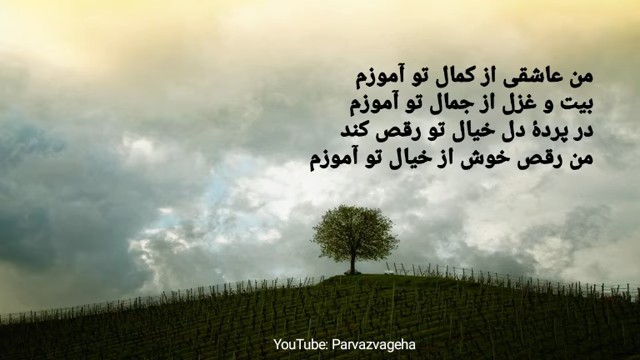 من عاشقی از کمال تو آموزم
بیت و غزل از جمال تو آموزم
در پردهٔ دل خیال تو رقص کند
من رقص خوش از خیال تو آموزم
YouTube: Parvazvageha